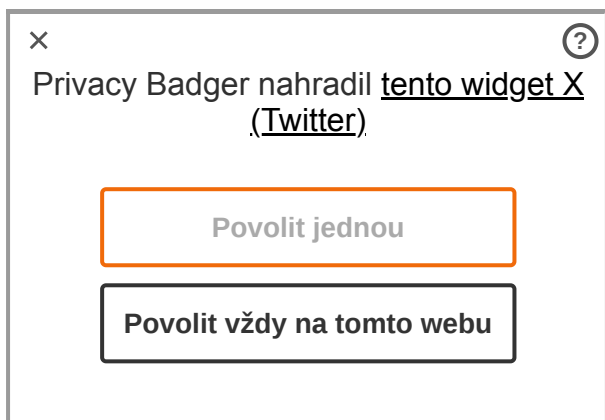 ×
?
Privacy Badger nahradil tento widget X
(Twitter)
Povolit jednou
Povolit vždy na tomto webu